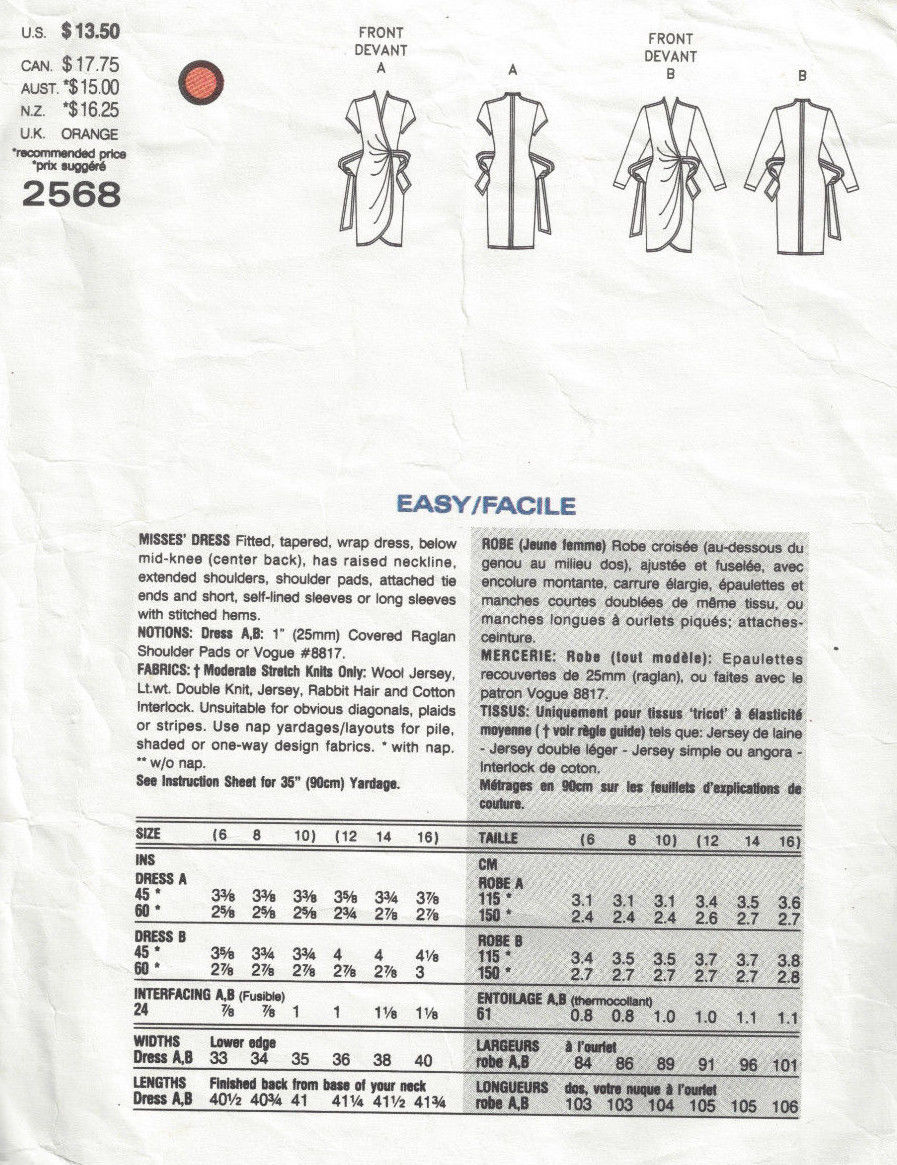 U.S. $13.50
CAN. $17.75
AUST. *$15.00
N.Z. *$16.25
U.K. ORANGE
*recommended price
*prix suggéré
2568
FRONT
DEVANT
A
A
FRONT
DEVANT
B
B
EASY/FACILE
MISSES' DRESS Fitted, tapered, wrap dress, below
mid-knee (center back), has raised neckline,
extended shoulders, shoulder pads, attached tie
ends and short, self-lined sleeves or long sleeves
with stitched hems.
NOTIONS: Dress A,B: 1" (25mm) Covered Raglan
Shoulder Pads or Vogue #8817.
FABRICS: † Moderate Stretch Knits Only: Wool Jersey,
Lt.wt. Double Knit, Jersey, Rabbit Hair and Cotton
Interlock. Unsuitable for obvious diagonals, plaids
or stripes. Use nap yardages/layouts for pile,
shaded or one-way design fabrics. * with nap.
** w/o nap.
See Instruction Sheet for 35" (90cm) Yardage.
ROBE (Jeune femme) Robe croisée (au-dessous du
genou au milieu dos), ajustée et fuselée, avec
encolure montante, carrure élargie, épaulettes et
manches courtes doublées de même tissu, ou
manches longues à ourlets piqués; attaches-
ceinture.
MERCERIE: Robe (tout modèle): Epaulettes
recouvertes de 25mm (raglan), ou faites avec le
patron Vogue 8817.
TISSUS: Uniquement pour tissus 'tricot' à élasticité
moyenne ( † voir règle guide) tels que: Jersey de laine
- Jersey double léger - Jersey simple ou angora -
Interlock de coton.
Métrages en 90cm sur les feuillets d'explications de
couture.
SIZE (6 8 10) (12 14 16)
INS
DRESS A
45 * 3⅜ 3⅜ 3⅜ 3⅝ 3¾ 3⅞
60 * 2⅝ 2⅝ 2⅝ 2¾ 2⅞ 2⅞
DRESS B
45 * 3⅝ 3¾ 3¾ 4 4 4⅛
60 * 2⅞ 2⅞ 2⅞ 2⅞ 2⅞ 3
INTERFACING A,B (Fusible)
24 ⅞ ⅞ 1 1 1⅛ 1⅛
WIDTHS Lower edge
Dress A,B 33 34 35 36 38 40
LENGTHS Finished back from base of your neck
Dress A,B 40½ 40¾ 41 41¼ 41½ 41¾
TAILLE (6 8 10) (12 14 16)
CM
ROBE A
115 * 3.1 3.1 3.1 3.4 3.5 3.6
150 * 2.4 2.4 2.4 2.6 2.7 2.7
ROBE B
115 * 3.4 3.5 3.5 3.7 3.7 3.8
150 * 2.7 2.7 2.7 2.7 2.7 2.8
ENTOILAGE A,B (thermocollant)
61 0.8 0.8 1.0 1.0 1.1 1.1
LARGEURS à l'ourlet
robe A,B 84 86 89 91 96 101
LONGUEURS dos, votre nuque à l'ourlet
robe A,B 103 103 104 105 105 106